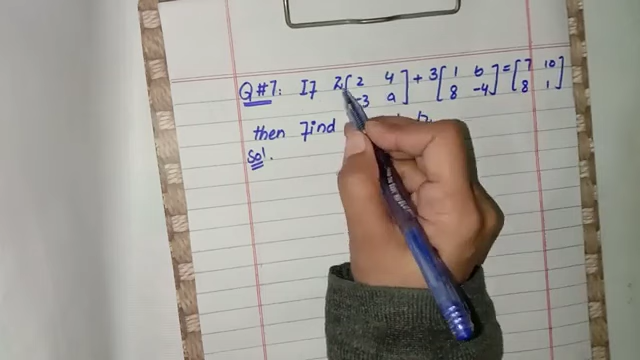 Q#7: If 2[2 4 -3 a] + 3[1 b 8 -4] = [7 10 8 1]
then find b.
Sol.